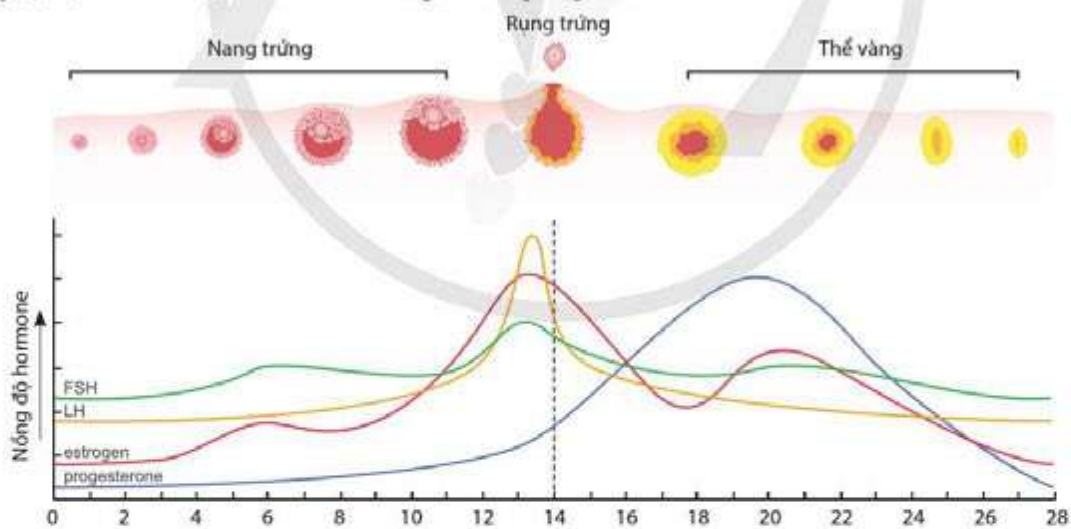 Rụng trứng
Nang trứng
Thể vàng
Nồng độ hormone
FSH
LH
estrogen
progesterone
0 2 4 6 8 10 12 14 16 18 20 22 24 26 28